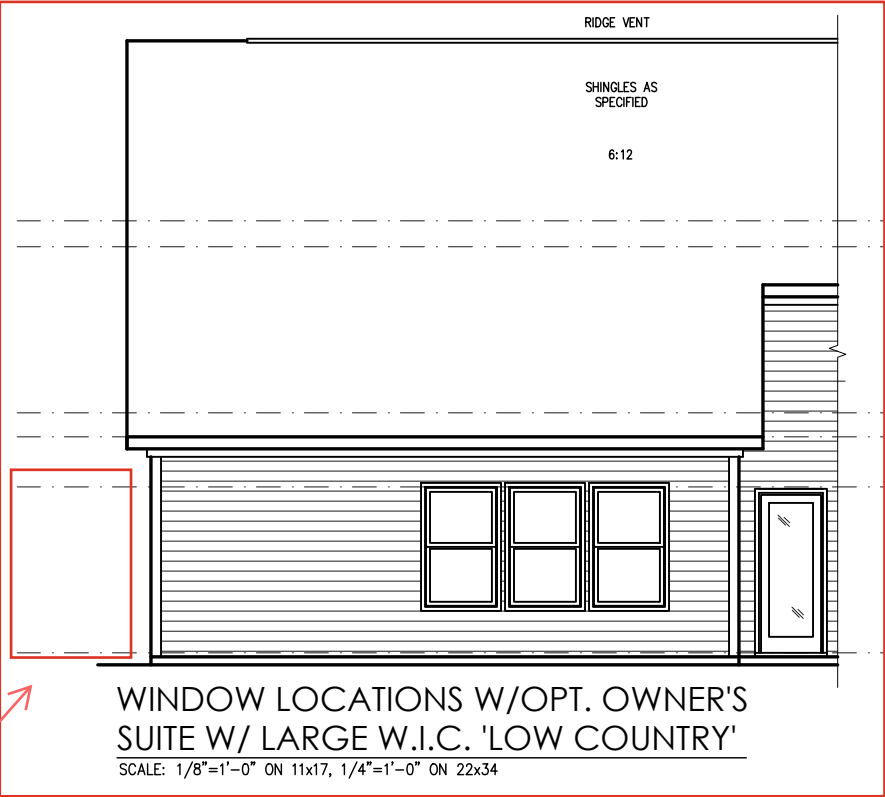 RIDGE VENT
SHINGLES AS
SPECIFIED
6:12
WINDOW LOCATIONS W/OPT. OWNER'S
SUITE W/ LARGE W.I.C. 'LOW COUNTRY'
SCALE: 1/8"=1'-0" ON 11x17, 1/4"=1'-0" ON 22x34